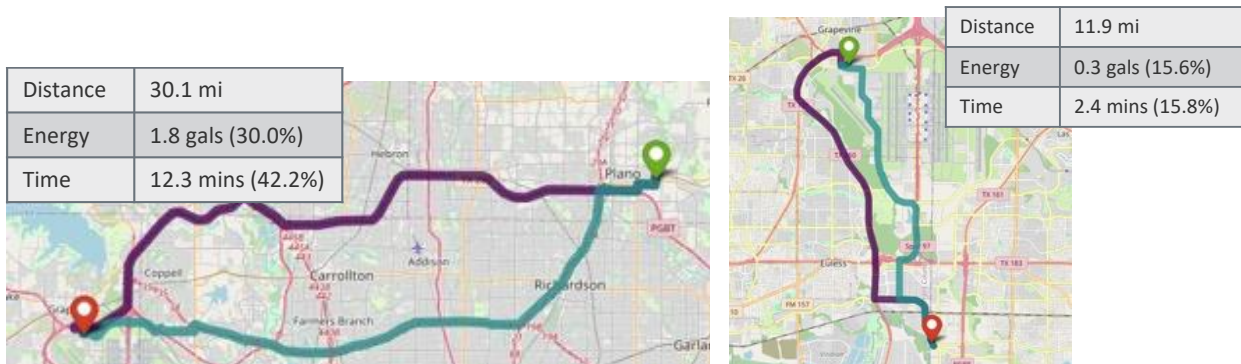 Distance 30.1 mi
Energy 1.8 gals (30.0%)
Time 12.3 mins (42.2%)
Hebron
Plano
PGBT
Addison
Coppell
Carrollton
Richardson
Farmers Branch
Distance 11.9 mi
Energy 0.3 gals (15.6%)
Time 2.4 mins (15.8%)
Grapevine
TX 26
TX 161
Euless
TX 183
FM 157